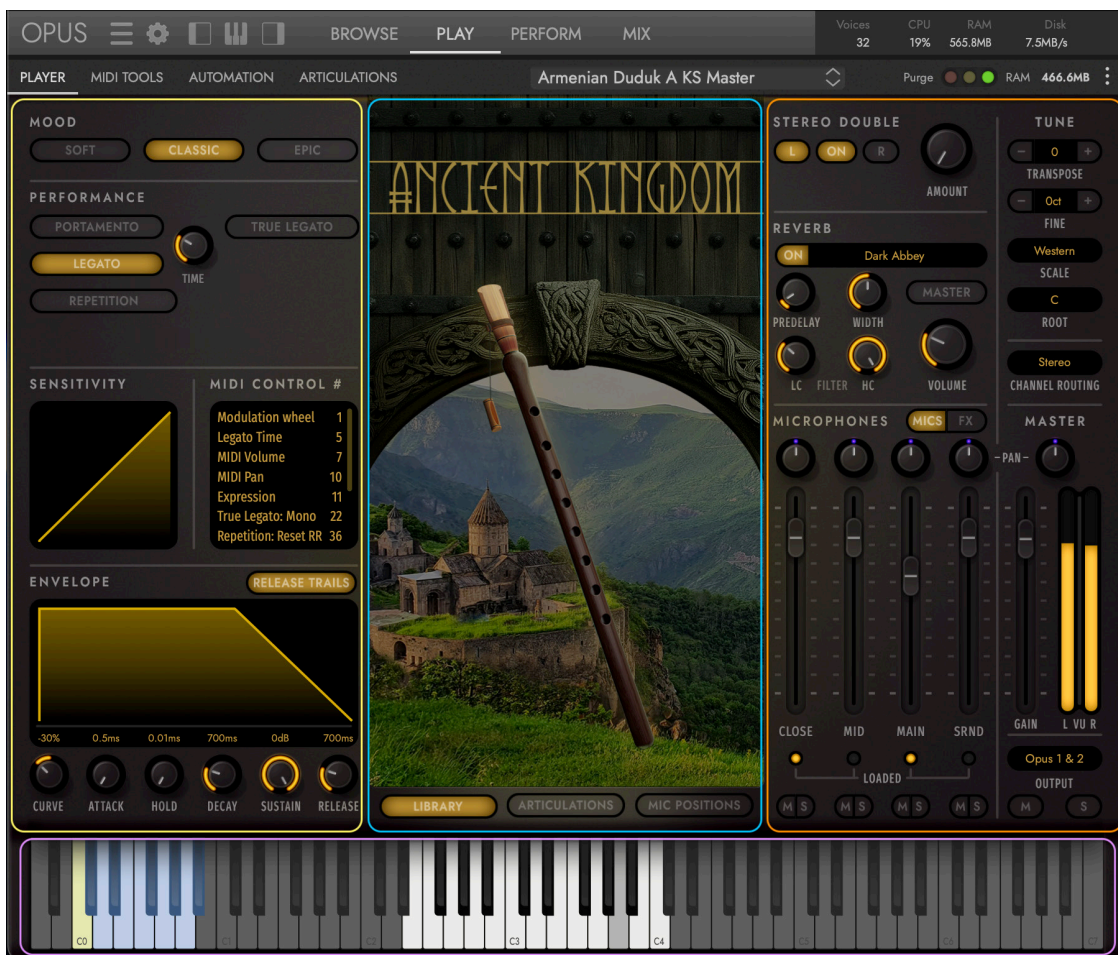 OPUS BROWSE PLAY PERFORM MIX
Voices CPU RAM Disk
32 19% 565.8MB 7.5MB/s
PLAYER MIDI TOOLS AUTOMATION ARTICULATIONS Armenian Duduk A KS Master Purge RAM 466.6MB
MOOD
SOFT CLASSIC EPIC
PERFORMANCE
PORTAMENTO TRUE LEGATO
LEGATO
TIME
REPETITION
SENSITIVITY
MIDI CONTROL #
Modulation wheel 1
Legato Time 5
MIDI Volume 7
MIDI Pan 10
Expression 11
True Legato: Mono 22
Repetition: Reset RR 36
ENVELOPE RELEASE TRAILS
-30% 0.5ms 0.01ms 700ms 0dB 700ms
CURVE ATTACK HOLD DECAY SUSTAIN RELEASE
ANCIENT KINGDOM
LIBRARY ARTICULATIONS MIC POSITIONS
STEREO DOUBLE
L ON R
AMOUNT
REVERB
ON Dark Abbey
MASTER
PREDELAY WIDTH
LC FILTER HC VOLUME
MICROPHONES MICS FX
CLOSE MID MAIN SRND
LOADED
M S M S M S M S
TUNE
- 0 +
TRANSPOSE
- 0ct +
FINE
Western
SCALE
C
ROOT
Stereo
CHANNEL ROUTING
MASTER
-PAN-
GAIN L VU R
Opus 1 & 2
OUTPUT
M S
C0 C1 C2 C3 C4 C5 C6 C7